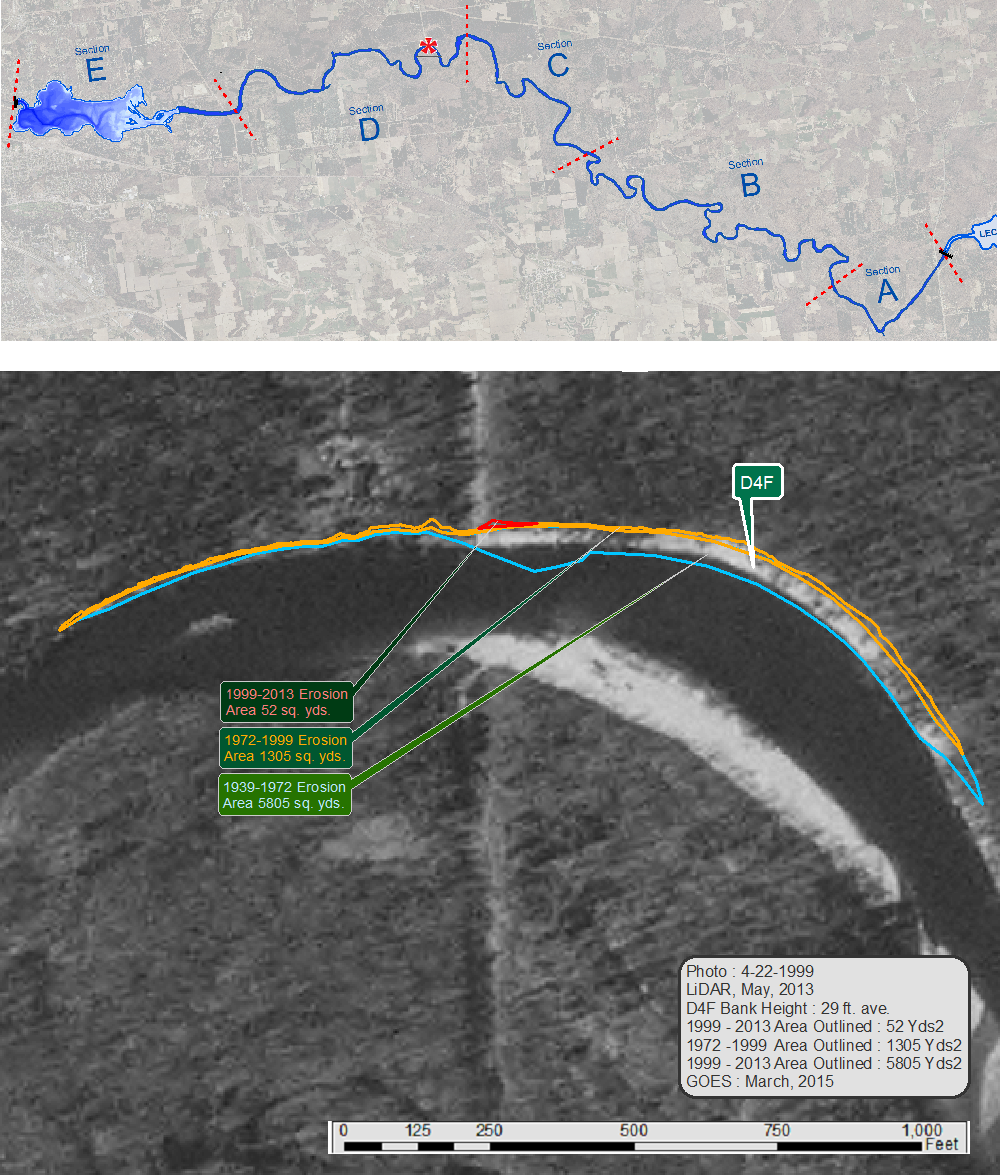 Section
E
Section
D
Section
C
Section
B
Section
A
LEC
D4F
1999-2013 Erosion
Area 52 sq. yds.
1972-1999 Erosion
Area 1305 sq. yds.
1939-1972 Erosion
Area 5805 sq. yds.
Photo : 4-22-1999
LiDAR, May, 2013
D4F Bank Height : 29 ft. ave.
1999 - 2013 Area Outlined : 52 Yds2
1972 -1999 Area Outlined : 1305 Yds2
1999 - 2013 Area Outlined : 5805 Yds2
GOES : March, 2015
0 125 250 500 750 1,000
Feet